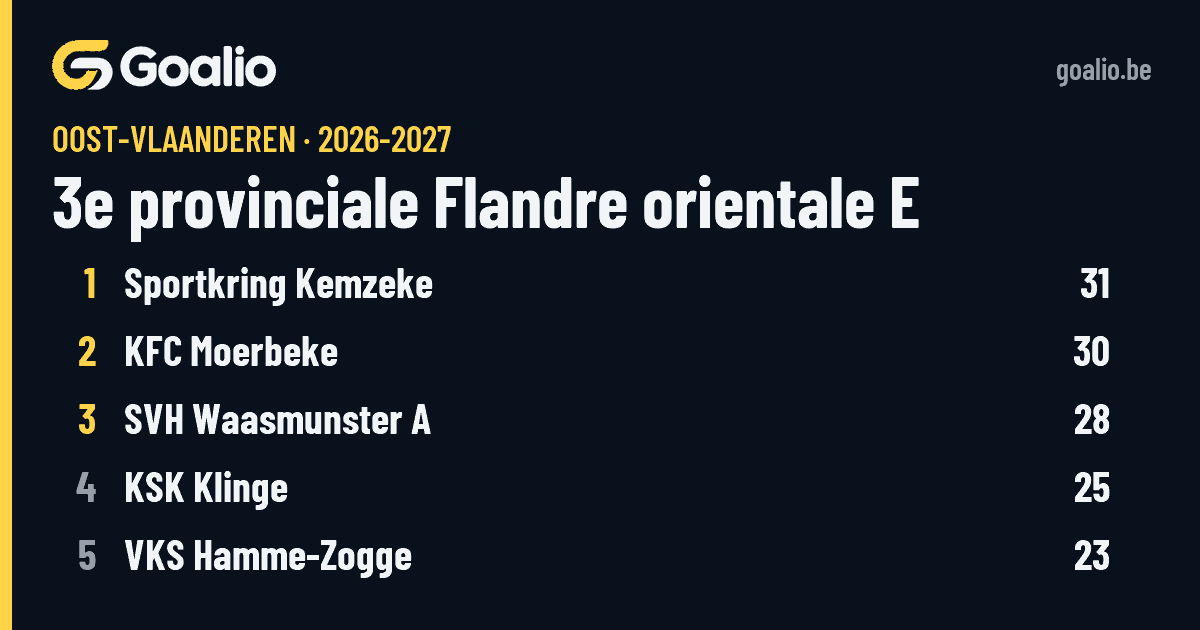 Goalio
goalio.be
OOST-VLAANDEREN · 2026-2027
3e provinciale Flandre orientale E
1 Sportkring Kemzeke 31
2 KFC Moerbeke 30
3 SVH Waasmunster A 28
4 KSK Klinge 25
5 VKS Hamme-Zogge 23